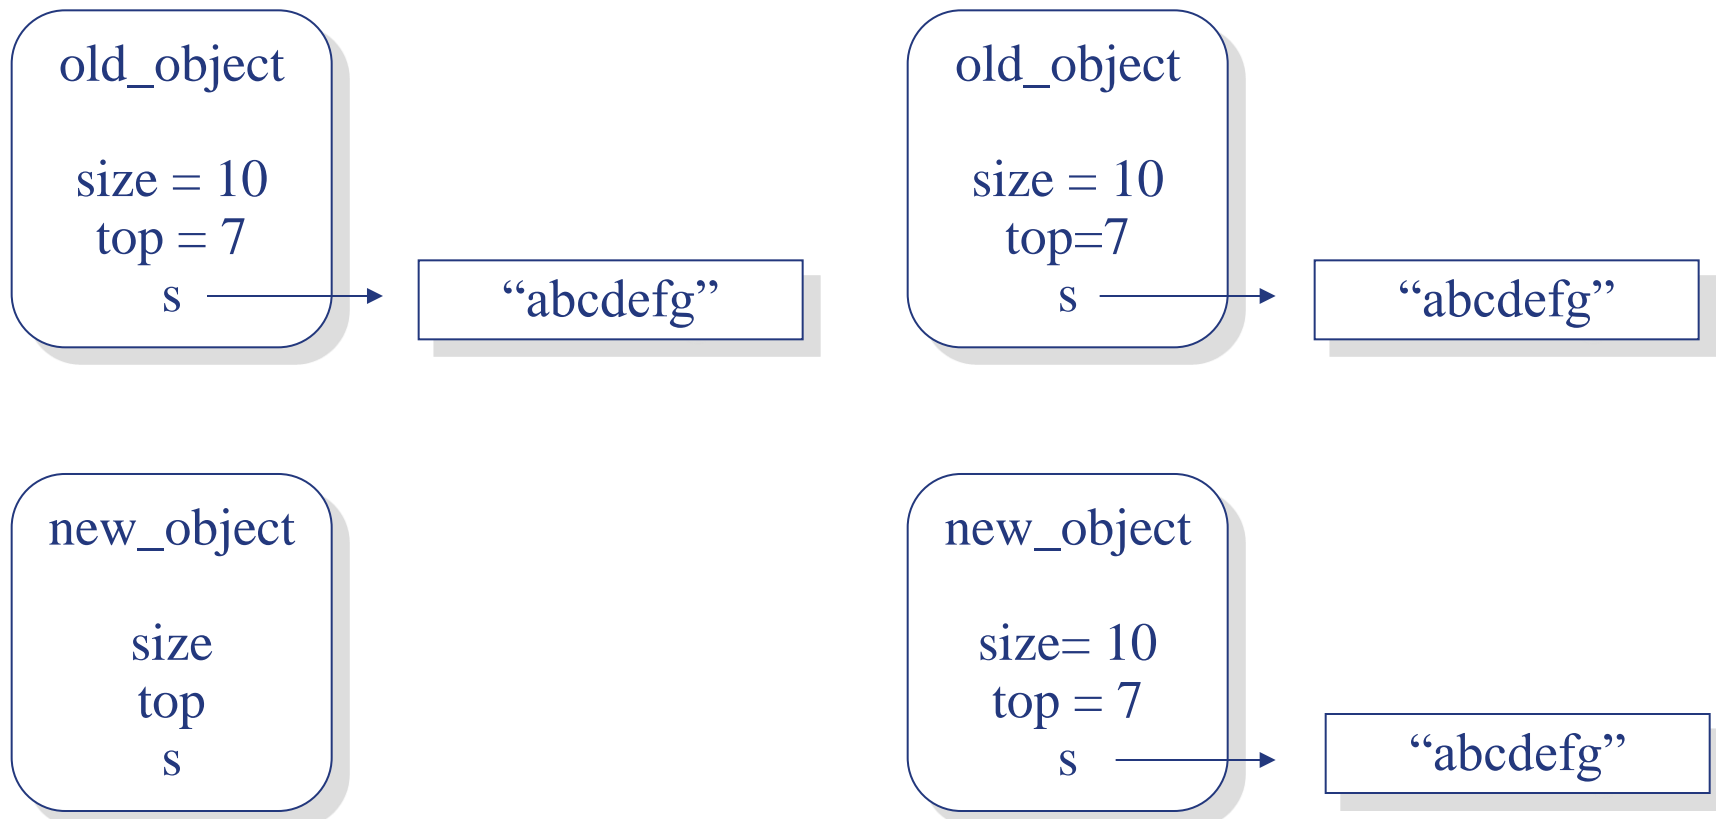 old_object
size = 10
top = 7
s
“abcdefg”
old_object
size = 10
top=7
s
“abcdefg”
new_object
size
top
s
new_object
size= 10
top = 7
s
“abcdefg”